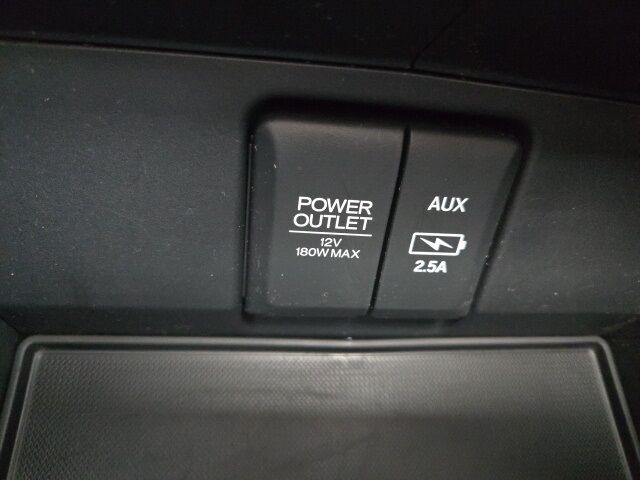 POWER
OUTLET
12V
180W MAX
AUX
2.5A